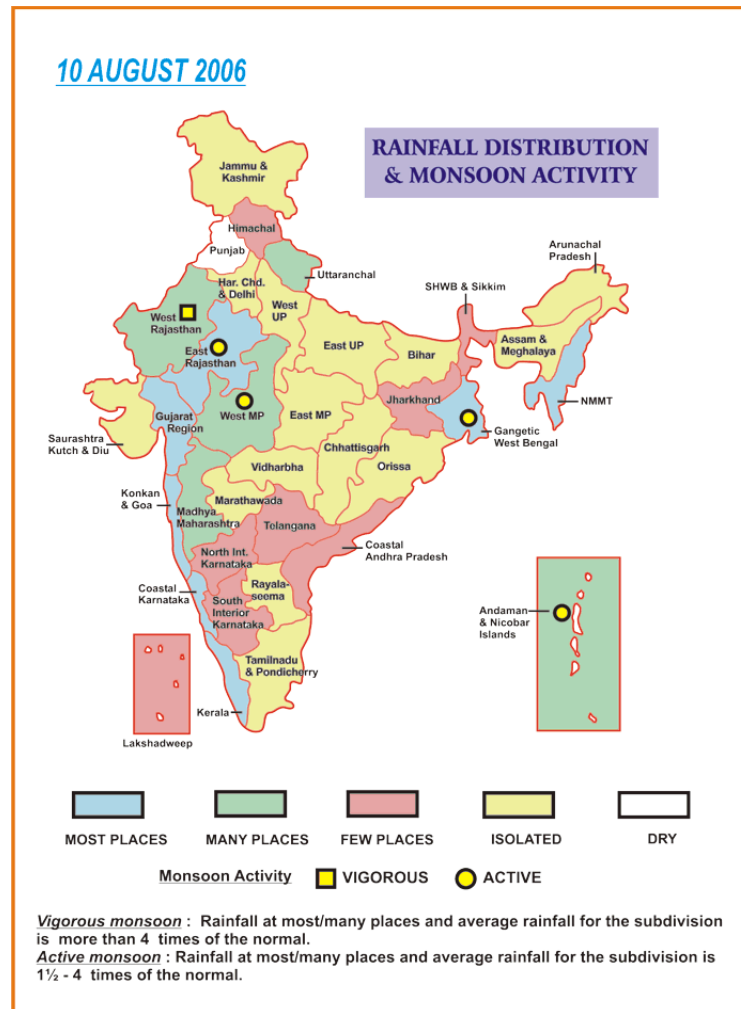 10 AUGUST 2006
RAINFALL DISTRIBUTION
& MONSOON ACTIVITY
Jammu &
Kashmir
Himachal
Punjab
Uttaranchal
Har. Chd.
& Delhi
West
UP
West
Rajasthan
East
Rajasthan
East UP
Bihar
SHWB & Sikkim
Arunachal
Pradesh
Assam &
Meghalaya
NMMT
Jharkhand
Gangetic
West Bengal
Gujarat
Region
West MP
East MP
Saurashtra
Kutch & Diu
Chhattisgarh
Orissa
Vidharbha
Konkan
& Goa
Madhya
Maharashtra
Marathawada
Telangana
Coastal
Andhra Pradesh
North Int.
Karnataka
Coastal
Karnataka
Rayala-
seema
South
Interior
Karnataka
Andaman
& Nicobar
Islands
Tamilnadu
& Pondicherry
Kerala
Lakshadweep
MOST PLACES
MANY PLACES
FEW PLACES
ISOLATED
DRY
Monsoon Activity
VIGOROUS
ACTIVE
Vigorous monsoon : Rainfall at most/many places and average rainfall for the subdivision
is more than 4 times of the normal.
Active monsoon : Rainfall at most/many places and average rainfall for the subdivision is
1½ - 4 times of the normal.